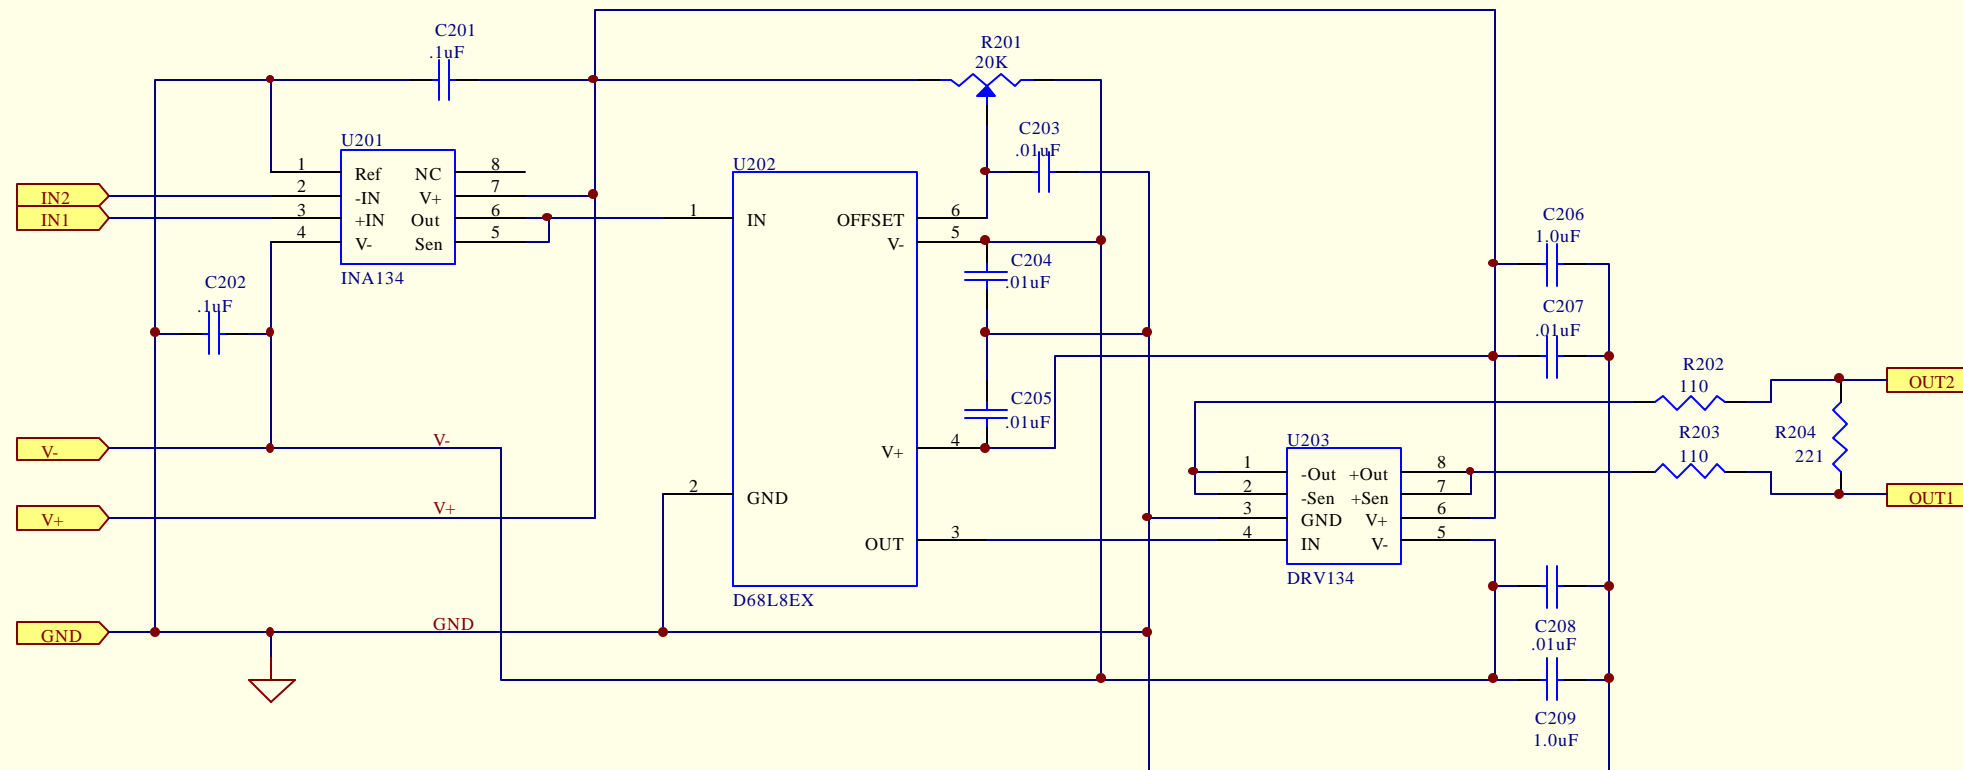 C201
.1uF
R201
20K
C203
.01uF
U201
1 Ref NC 8
2 -IN V+ 7
3 +IN Out 6
4 V- Sen 5
INA134
IN2
IN1
C202
.1uF
U202
1 IN OFFSET 6
V- 5
C204
.01uF
C205
.01uF
V+ 4
2 GND
OUT 3
D68L8EX
C206
1.0uF
C207
.01uF
R202
110
R203
110
R204
221
OUT2
OUT1
U203
1 -Out +Out 8
2 -Sen +Sen 7
3 GND V+ 6
4 IN V- 5
DRV134
V- V-
V+ V+
GND GND
C208
.01uF
C209
1.0uF